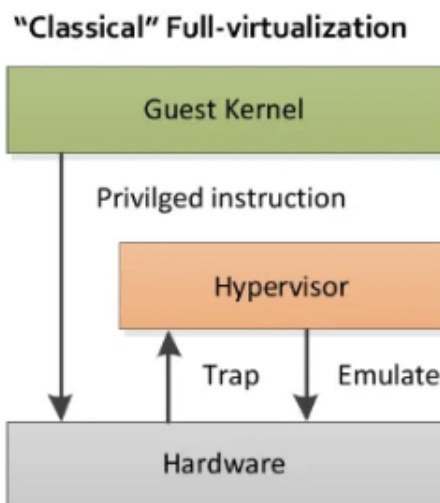 “Classical” Full-virtualization
Guest Kernel
Privilged instruction
Hypervisor
Trap
Emulate
Hardware